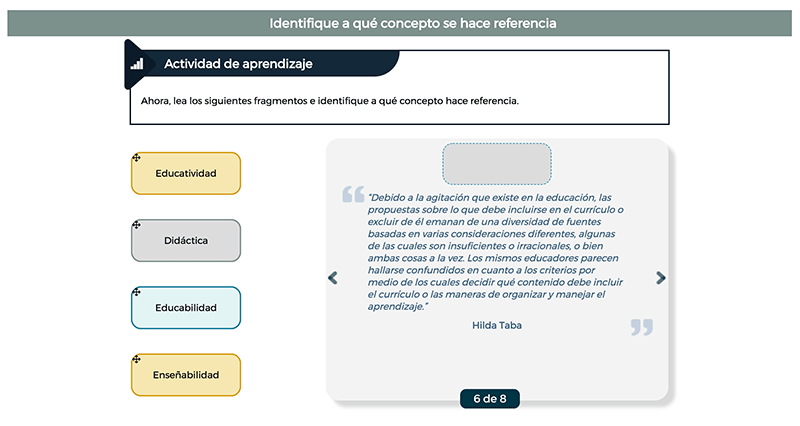 Identifique a qué concepto se hace referencia
Actividad de aprendizaje
Ahora, lea los siguientes fragmentos e identifique a qué concepto hace referencia.
Educatividad
Didáctica
Educabilidad
Enseñabilidad
“Debido a la agitación que existe en la educación, las
propuestas sobre lo que debe incluirse en el currículo o
excluir de él emanan de una diversidad de fuentes
basadas en varias consideraciones diferentes, algunas
de las cuales son insuficientes o irracionales, o bien
ambas cosas a la vez. Los mismos educadores parecen
hallarse confundidos en cuanto a los criterios por
medio de los cuales decidir qué contenido debe incluir
el currículo o las maneras de organizar y manejar el
aprendizaje.”
Hilda Taba
6 de 8